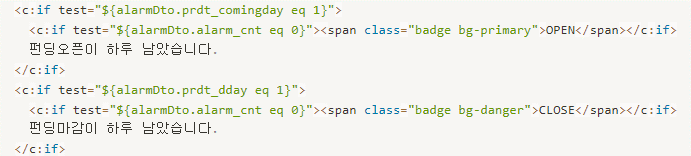 <c:if test="${alarmDto.prdt_comingday eq 1}">
<c:if test="${alarmDto.alarm_cnt eq 0}"><span class="badge bg-primary">OPEN</span></c:if>
펀딩오픈이 하루 남았습니다.
</c:if>
<c:if test="${alarmDto.prdt_dday eq 1}">
<c:if test="${alarmDto.alarm_cnt eq 0}"><span class="badge bg-danger">CLOSE</span></c:if>
펀딩마감이 하루 남았습니다.
</c:if>